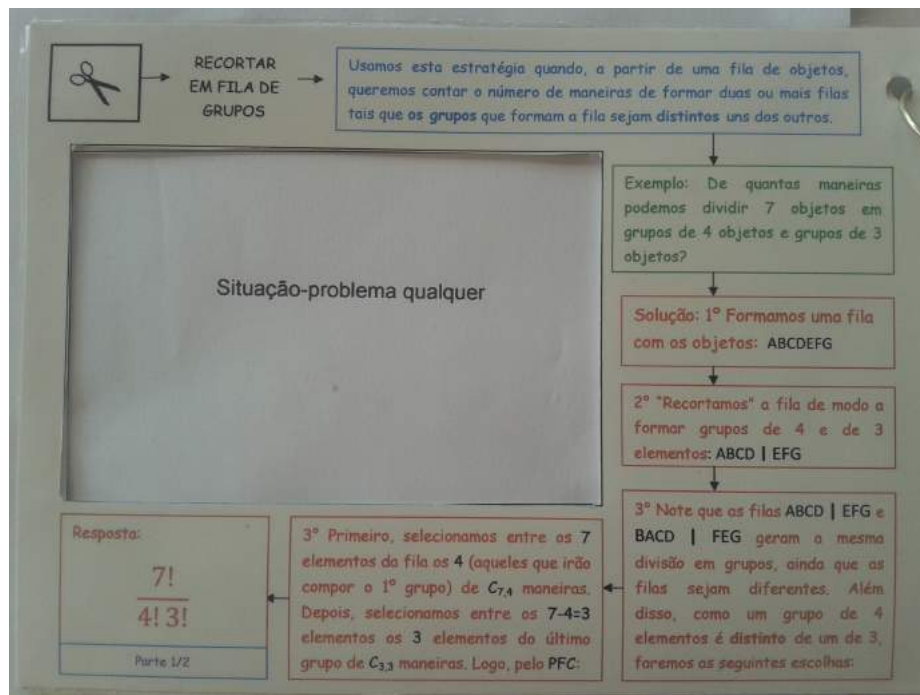 RECORTAR
EM FILA DE
GRUPOS
Usamos esta estratégia quando, a partir de uma fila de objetos,
queremos contar o número de maneiras de formar duas ou mais filas
tais que os grupos que formam a fila sejam distintos uns dos outros.
Exemplo: De quantas maneiras
podemos dividir 7 objetos em
grupos de 4 objetos e grupos de 3
objetos?
Situação-problema qualquer
Solução: 1º Formamos uma fila
com os objetos: ABCDEFG
2º "Recortamos" a fila de modo a
formar grupos de 4 e de 3
elementos: ABCD | EFG
3º Note que as filas ABCD | EFG e
BACD | FEG geram a mesma
divisão em grupos, ainda que as
filas sejam diferentes. Além
disso, como um grupo de 4
elementos é distinto de um de 3,
faremos as seguintes escolhas:
3º Primeiro, selecionamos entre os 7
elementos da fila os 4 (aqueles que irão
compor o 1º grupo) de C7,4 maneiras.
Depois, selecionamos entre os 7-4=3
elementos os 3 elementos do último
grupo de C3,3 maneiras. Logo, pelo PFC:
Resposta:
7!
4! 3!
Parte 1/2